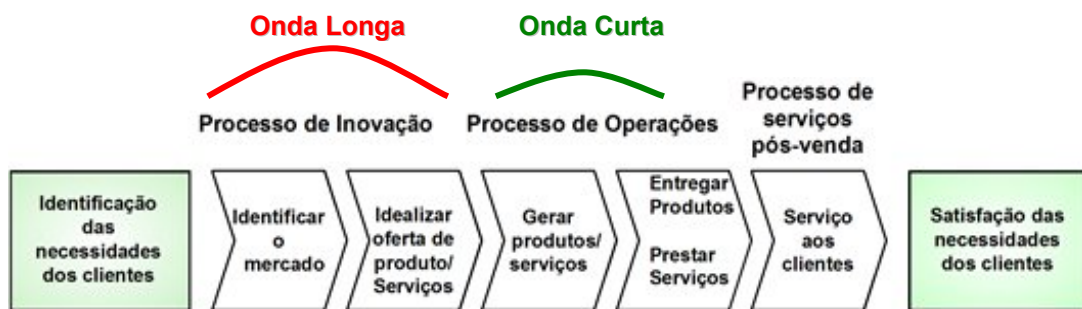 Onda Longa
Onda Curta
Processo de Inovação
Processo de Operações
Processo de
serviços
pós-venda
Identificação
das
necessidades
dos clientes
Identificar
o
mercado
Idealizar
oferta de
produto/
Serviços
Gerar
produtos/
serviços
Entregar
Produtos
Prestar
Serviços
Serviço
aos
clientes
Satisfação das
necessidades
dos clientes